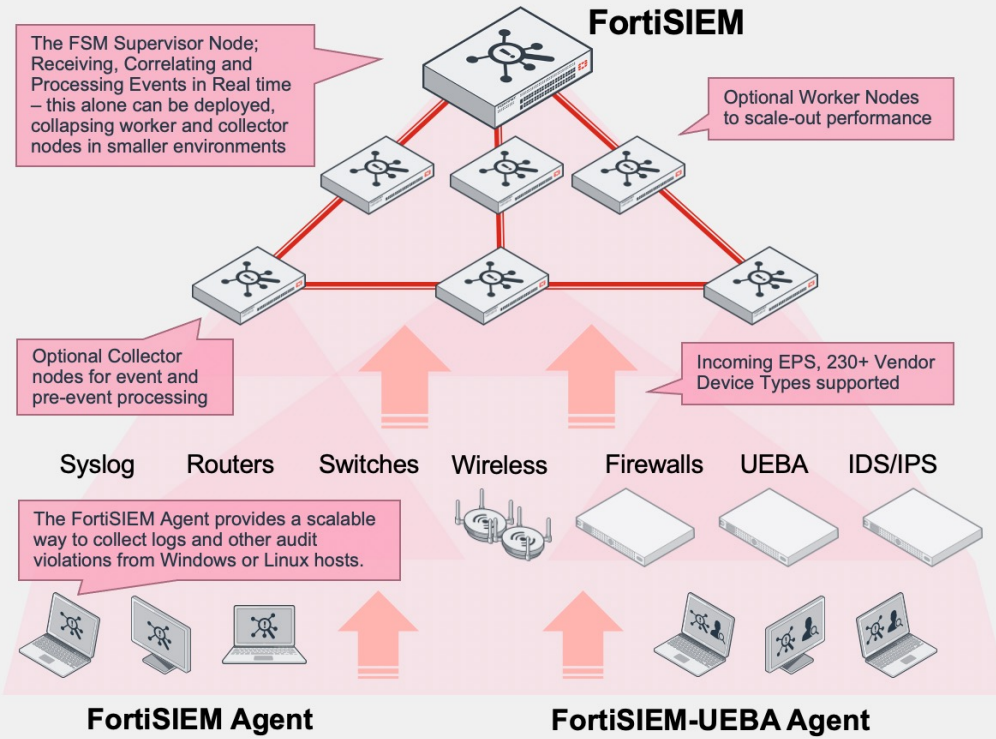 FortiSIEM
The FSM Supervisor Node;
Receiving, Correlating and
Processing Events in Real time
– this alone can be deployed,
collapsing worker and collector
nodes in smaller environments
Optional Worker Nodes
to scale-out performance
Optional Collector
nodes for event and
pre-event processing
Incoming EPS, 230+ Vendor
Device Types supported
Syslog Routers Switches Wireless Firewalls UEBA IDS/IPS
The FortiSIEM Agent provides a scalable
way to collect logs and other audit
violations from Windows or Linux hosts.
FortiSIEM Agent
FortiSIEM-UEBA Agent